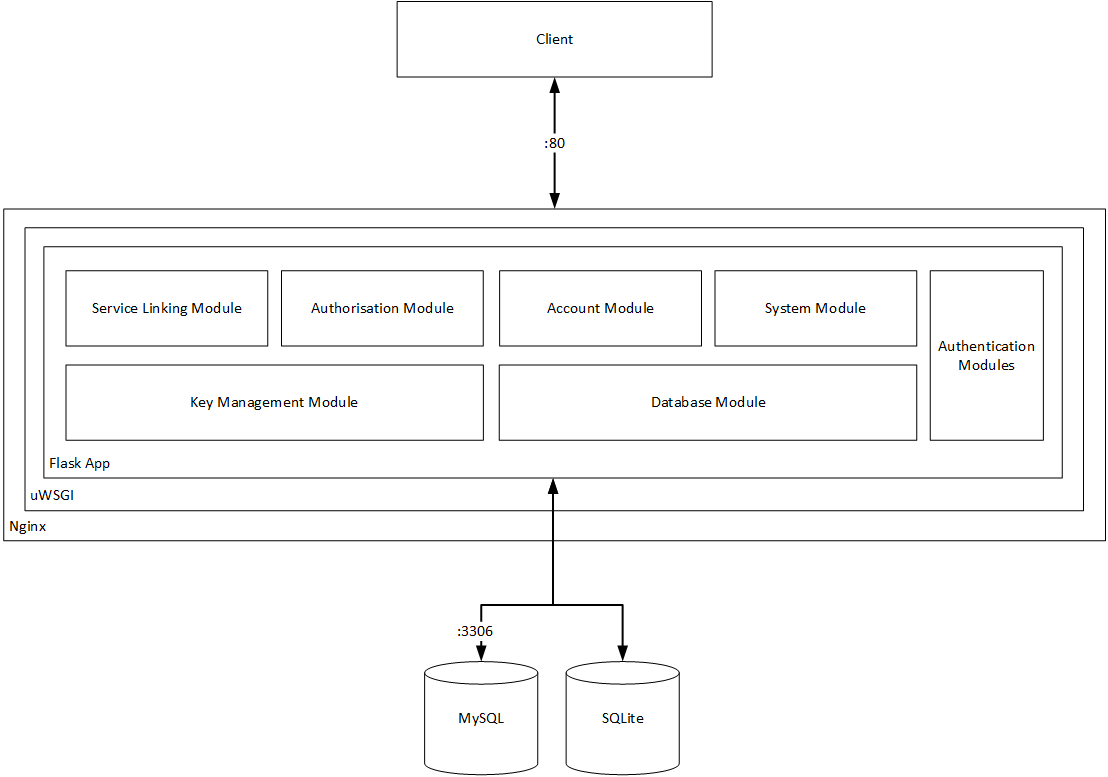 Client
:80
Service Linking Module
Authorisation Module
Account Module
System Module
Authentication
Modules
Key Management Module
Database Module
Flask App
uWSGI
Nginx
:3306
MySQL
SQLite